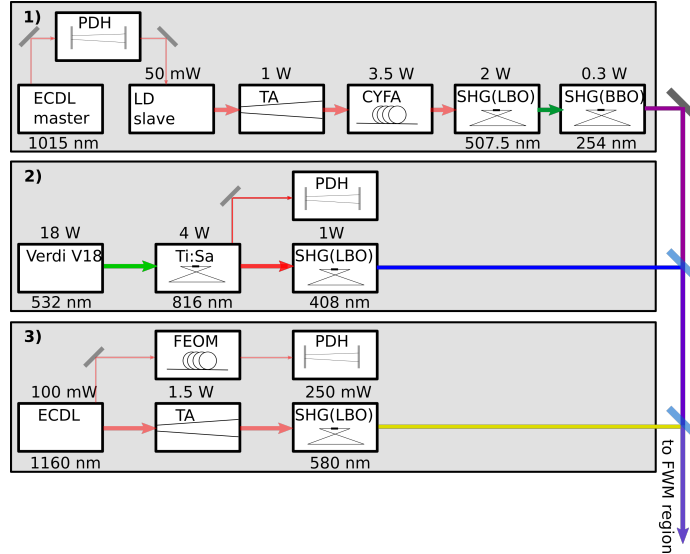 1)
PDH
50 mW
1 W
3.5 W
2 W
0.3 W
ECDL
master
LD
slave
TA
CYFA
SHG(LBO)
SHG(BBO)
1015 nm
507.5 nm
254 nm
2)
PDH
18 W
4 W
1W
Verdi V18
Ti:Sa
SHG(LBO)
532 nm
816 nm
408 nm
3)
FEOM
PDH
100 mW
1.5 W
250 mW
ECDL
TA
SHG(LBO)
1160 nm
580 nm
to FWM region